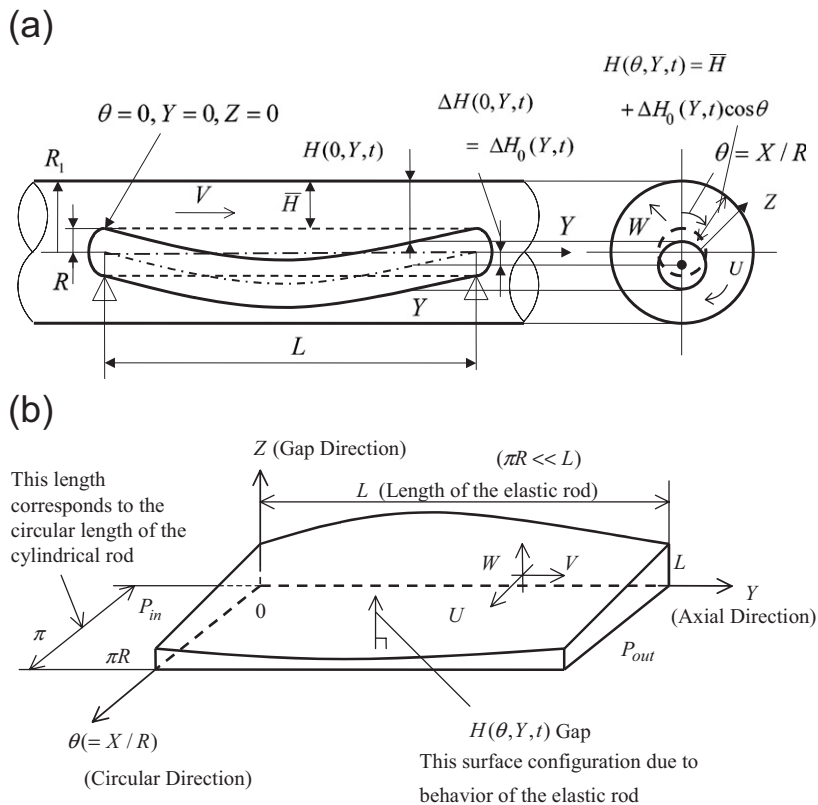 (a)
H(θ,Y,t) = H̅
+ ΔH₀(Y,t)cosθ
θ = 0, Y = 0, Z = 0
ΔH(0,Y,t)
= ΔH₀(Y,t)
H(0,Y,t)
θ = X / R
R₁
V
H̅
Y
W
Z
R
Y
U
L
(b)
Z (Gap Direction)
(πR << L)
This length
corresponds to the
circular length of the
cylindrical rod
L (Length of the elastic rod)
W
V
L
P_in
0
U
Y
(Axial Direction)
π
πR
P_out
θ(= X / R)
(Circular Direction)
H(θ,Y,t) Gap
This surface configuration due to
behavior of the elastic rod